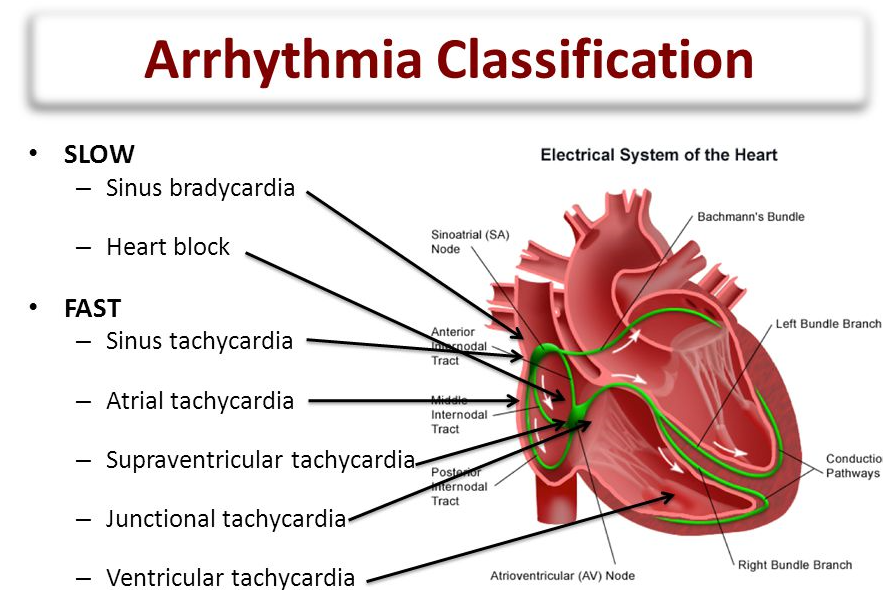 Arrhythmia Classification
• SLOW
– Sinus bradycardia
– Heart block
• FAST
– Sinus tachycardia
– Atrial tachycardia
– Supraventricular tachycardia
– Junctional tachycardia
– Ventricular tachycardia
Electrical System of the Heart
Bachmann's Bundle
Sinoatrial (SA)
Node
Anterior
Internodal
Tract
Middle
Internodal
Tract
Posterior
Internodal
Tract
Left Bundle Branch
Conductio
Pathways
Right Bundle Branch
Atrioventricular (AV) Node